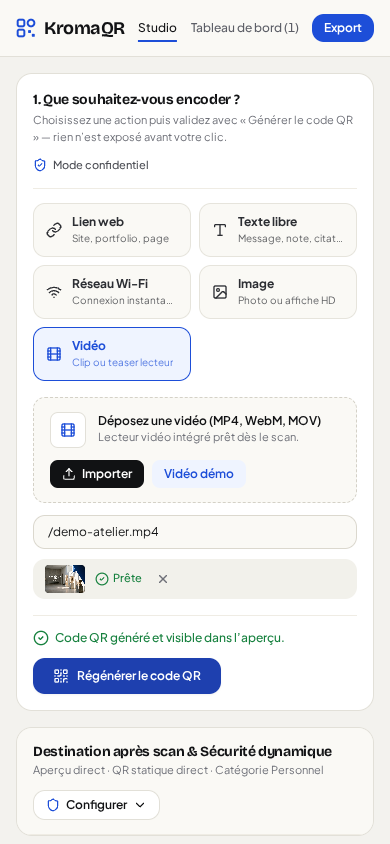 KromaQR
Studio
Tableau de bord (1)
Export
1. Que souhaitez-vous encoder ?
Choisissez une action puis validez avec « Générer le code QR
» — rien n'est exposé avant votre clic.
Mode confidentiel
Lien web
Site, portfolio, page
Texte libre
Message, note, citat…
Réseau Wi-Fi
Connexion instanta…
Image
Photo ou affiche HD
Vidéo
Clip ou teaser lecteur
Déposez une vidéo (MP4, WebM, MOV)
Lecteur vidéo intégré prêt dès le scan.
Importer
Vidéo démo
/demo-atelier.mp4
Prête
Code QR généré et visible dans l'aperçu.
Régénérer le code QR
Destination après scan & Sécurité dynamique
Aperçu direct · QR statique direct · Catégorie Personnel
Configurer